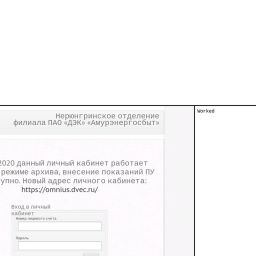 Нерюнгринское отделение
филиала ПАО «ДЭК» «Амурэнергосбыт»
Worked
2020 данный личный кабинет работает
режиме архива, внесение показаний ПУ
упно. Новый адрес личного кабинета:
https://omnius.dvec.ru/
Вход в личный
кабинет
Номер лицевого счета
Пароль